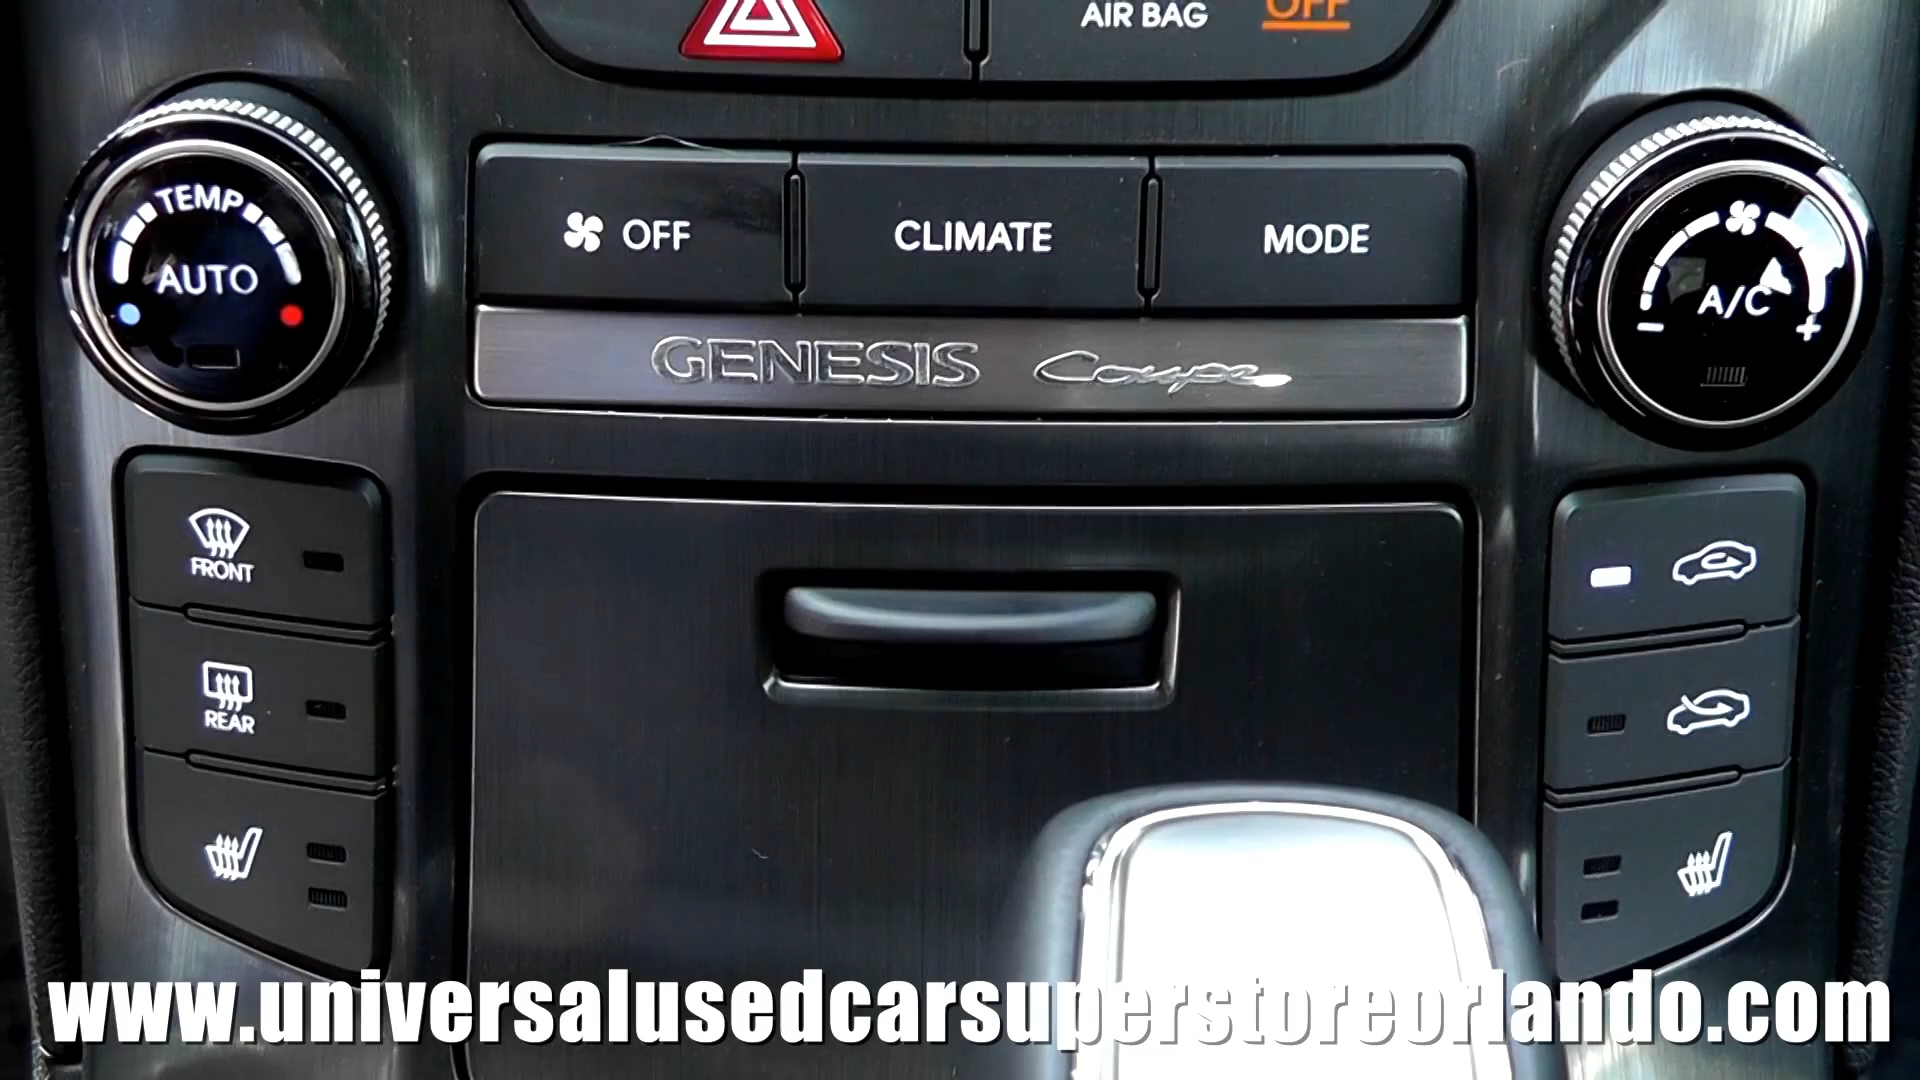 AIR BAG OFF
TEMP
AUTO
OFF CLIMATE MODE
A/C
- +
GENESIS Coupe
FRONT
REAR
www.universalusedcarsuperstoreorlando.com